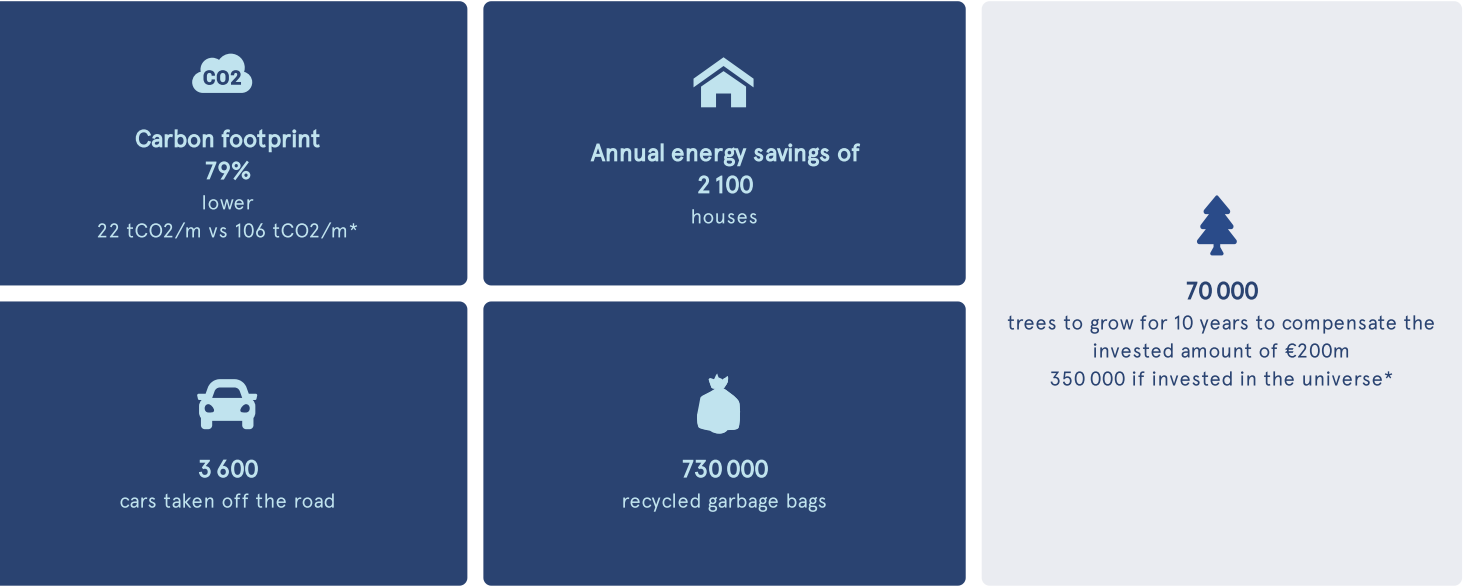 CO2
Carbon footprint
79%
lower
22 tCO2/m vs 106 tCO2/m*
Annual energy savings of
2 100
houses
3 600
cars taken off the road
730 000
recycled garbage bags
70 000
trees to grow for 10 years to compensate the
invested amount of €200m
350 000 if invested in the universe*